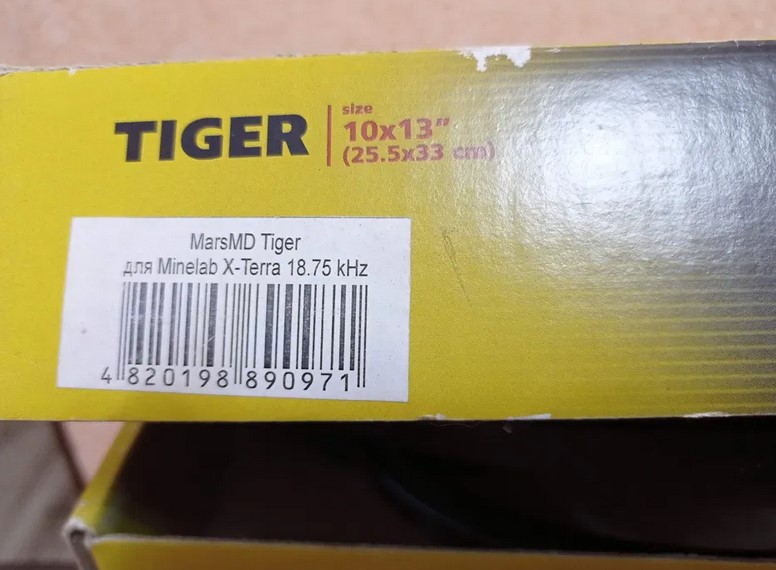 TIGER
size
10x13"
(25.5x33 cm)
MarsMD Tiger
для Minelab X-Terra 18.75 kHz
4 820198 890971